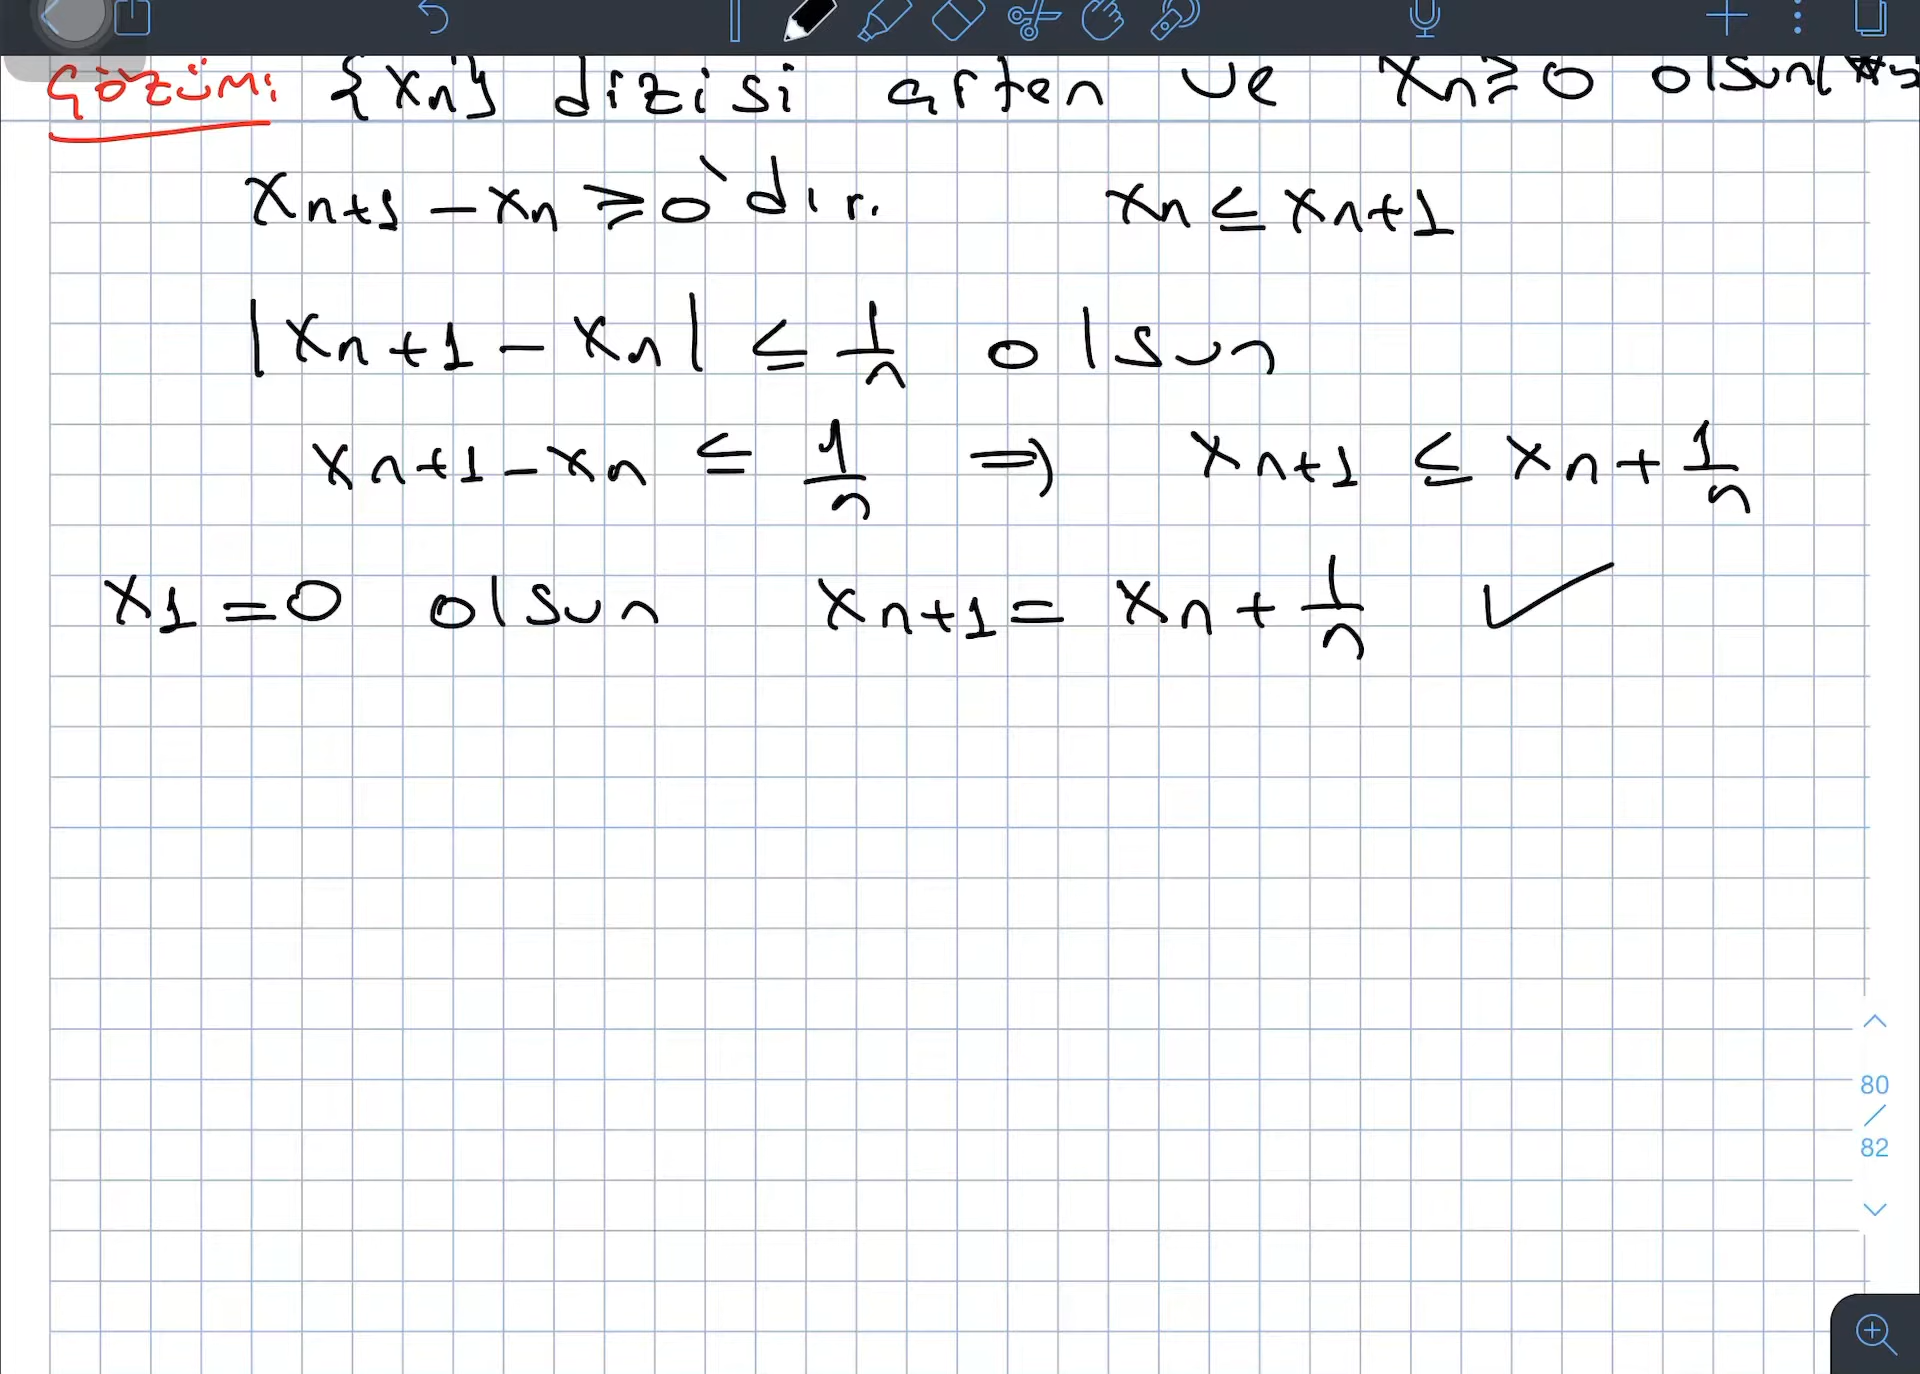 Çözüm: {xn} dizisi artan ve xn ≥ 0 olsun
xn+1 − xn ≥ 0 dır. xn ≤ xn+1
|xn+1 − xn| ≤ 1/n olsun
xn+1 − xn ≤ 1/n ⇒ xn+1 ≤ xn + 1/n
x1 = 0 olsun xn+1 = xn + 1/n ✓
80
/
82